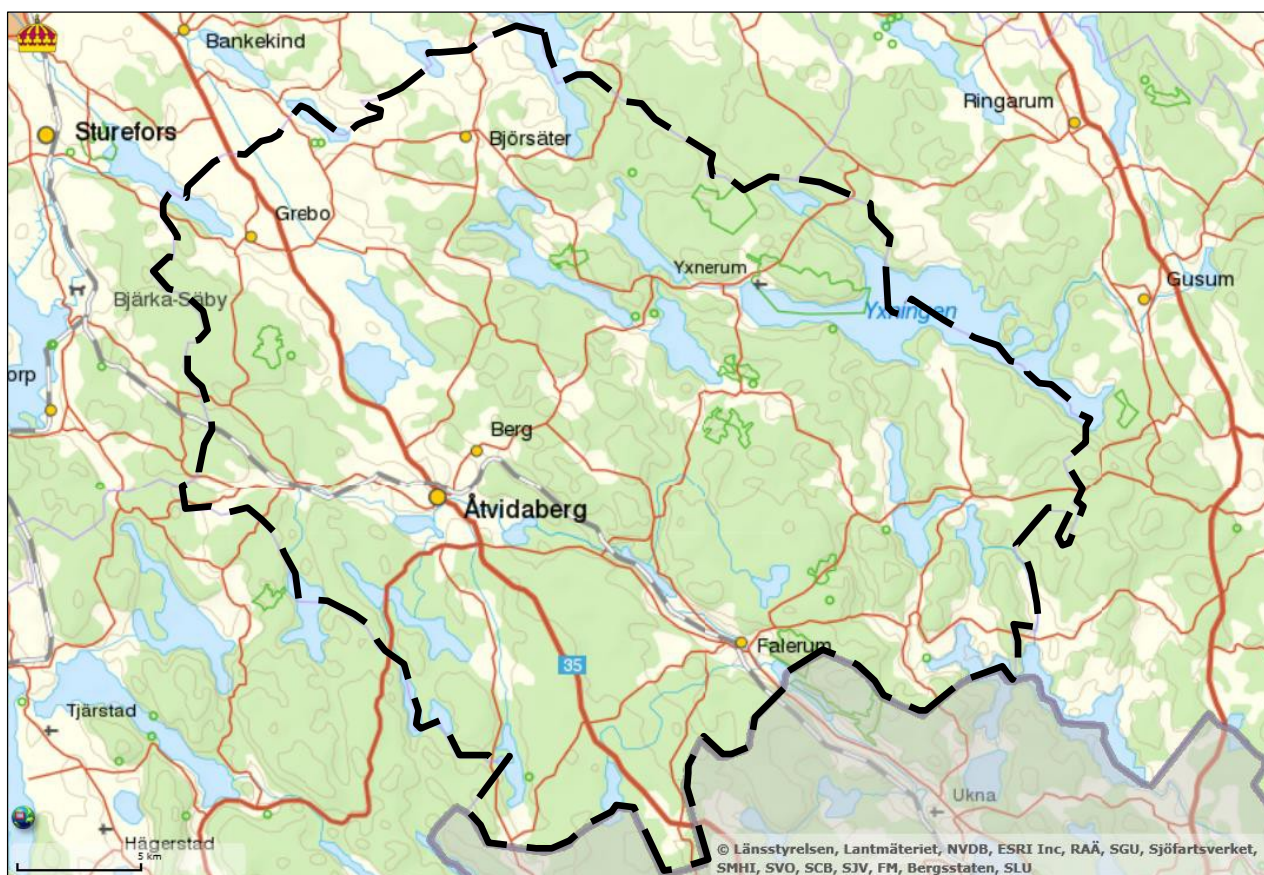 Bankekind
Ringarum
Sturefors
Björsäter
Grebo
Yxnerum
Gusum
Bjärka-Säby
Yxningen
orp
Berg
Åtvidaberg
Falerum
35
Tjärstad
Ukna
Hägerstad
5 km
© Länsstyrelsen, Lantmäteriet, NVDB, ESRI Inc, RAÄ, SGU, Sjöfartsverket,
SMHI, SVO, SCB, SJV, FM, Bergsstaten, SLU